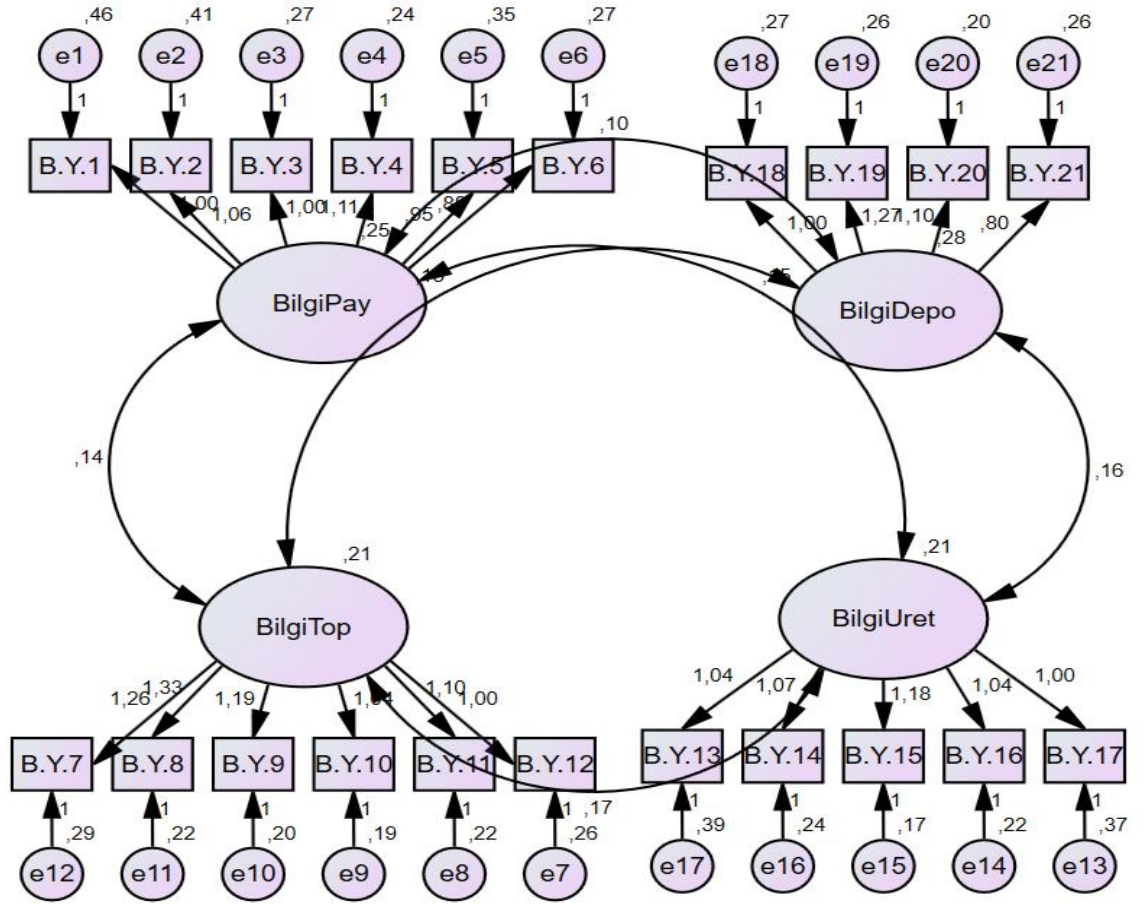 ,46 ,41 ,27 ,24 ,35 ,27 ,27 ,26 ,20 ,26
e1 e2 e3 e4 e5 e6 e18 e19 e20 e21
1 1 1 1 1 1 1 1 1 1
,10
B.Y.1 B.Y.2 B.Y.3 B.Y.4 B.Y.5 B.Y.6 B.Y.18 B.Y.19 B.Y.20 B.Y.21
1,00 1,06 1,00 1,11 ,95 1,00 1,27 1,10 ,80
,25 ,28
BilgiPay BilgiDepo
,14 ,16
,21 ,21
BilgiTop BilgiUret
1,26 1,33 1,19 1,10 1,00 1,04 1,07 1,18 1,04 1,00
B.Y.7 B.Y.8 B.Y.9 B.Y.10 B.Y.11 B.Y.12 B.Y.13 B.Y.14 B.Y.15 B.Y.16 B.Y.17
1 1 1 1 1 1 ,17 1 1 1 1 1
,29 ,22 ,20 ,19 ,22 ,26 ,39 ,24 ,17 ,22 ,37
e12 e11 e10 e9 e8 e7 e17 e16 e15 e14 e13